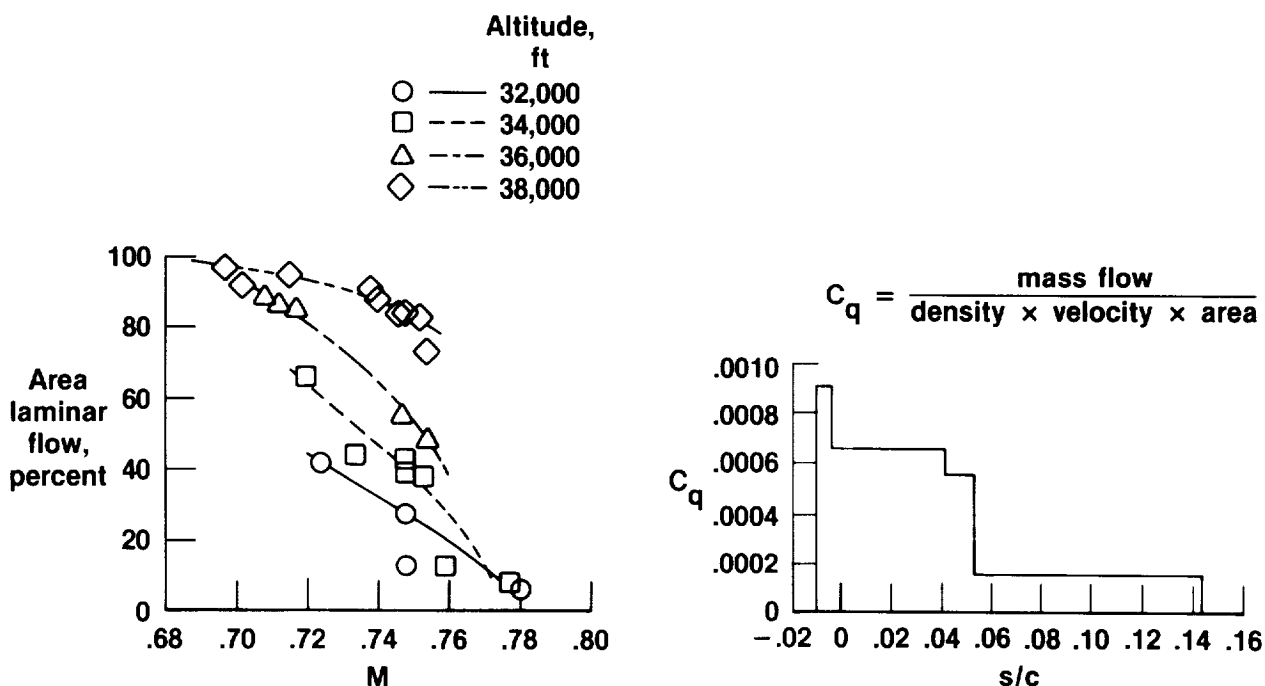 Altitude,
ft
32,000
34,000
36,000
38,000
100
80
60
40
20
0
Area
laminar
flow,
percent
.68 .70 .72 .74 .76 .78 .80
M
C_q = mass flow
density × velocity × area
.0010
.0008
.0006
.0004
.0002
0
C_q
−.02 0 .02 .04 .06 .08 .10 .12 .14 .16
s/c